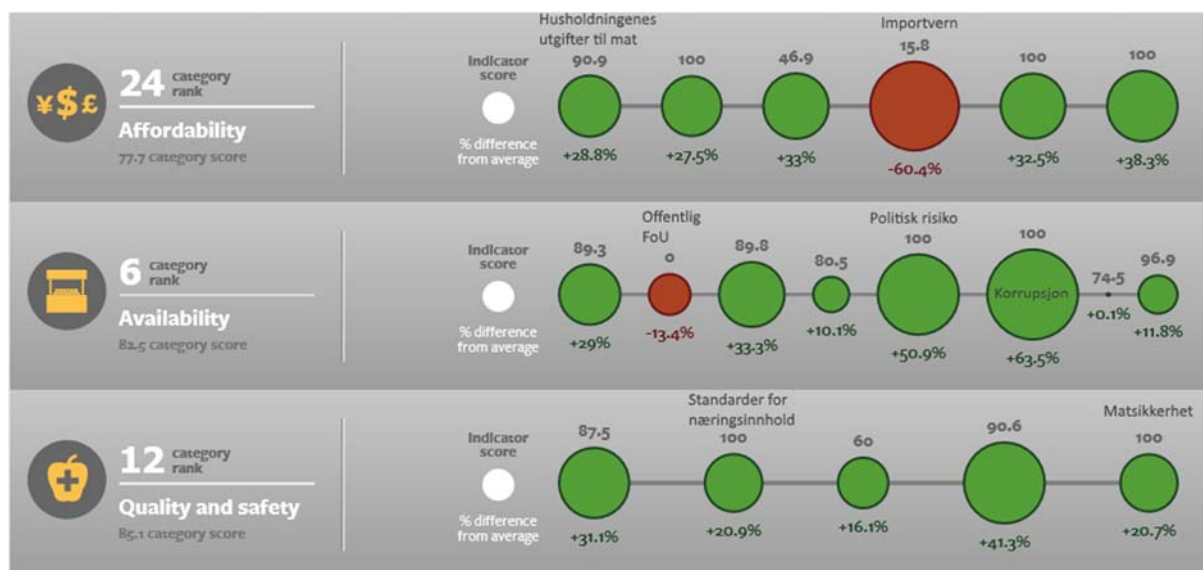 ¥$£
24 category
rank
Affordability
77.7 category score
Indicator
score
% difference
from average
Husholdningenes
utgifter til mat
90.9
+28.8%
100
+27.5%
46.9
+33%
Importvern
15.8
-60.4%
100
+32.5%
100
+38.3%
6 category
rank
Availability
82.5 category score
Indicator
score
% difference
from average
89.3
+29%
Offentlig
FoU
0
-13.4%
89.8
+33.3%
80.5
+10.1%
Politisk risiko
100
+50.9%
100
Korrupsjon
+63.5%
74.5
+0.1%
96.9
+11.8%
12 category
rank
Quality and safety
85.1 category score
Indicator
score
% difference
from average
87.5
+31.1%
Standarder for
næringsinnhold
100
+20.9%
60
+16.1%
90.6
+41.3%
Matsikkerhet
100
+20.7%